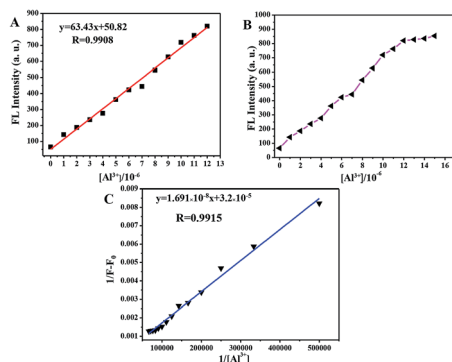 A
y=63.43x+50.82
R=0.9908
FL Intensity (a. u.)
800
700
600
500
400
300
200
100
0
0 1 2 3 4 5 6 7 8 9 10 11 12 13
[Al³⁺]/10⁻⁶
B
FL Intensity (a. u.)
900
800
700
600
500
400
300
200
100
0
0 2 4 6 8 10 12 14 16
[Al³⁺]/10⁻⁶
C
y=1.691*10⁻⁸x+3.2*10⁻⁵
R=0.9915
1/F-F₀
0.009
0.008
0.007
0.006
0.005
0.004
0.003
0.002
0.001
100000 200000 300000 400000 500000
1/[Al³⁺]